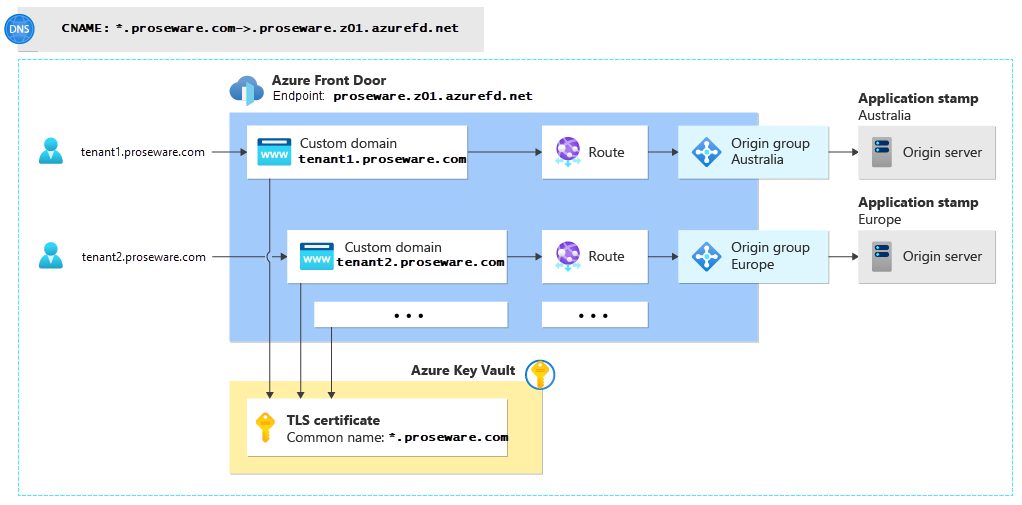 DNS
CNAME: *.proseware.com->.proseware.z01.azurefd.net
Azure Front Door
Endpoint: proseware.z01.azurefd.net
Application stamp
Australia
tenant1.proseware.com
WWW
Custom domain
tenant1.proseware.com
Route
Origin group
Australia
Origin server
Application stamp
Europe
tenant2.proseware.com
WWW
Custom domain
tenant2.proseware.com
Route
Origin group
Europe
Origin server
• • •
• • •
Azure Key Vault
TLS certificate
Common name: *.proseware.com